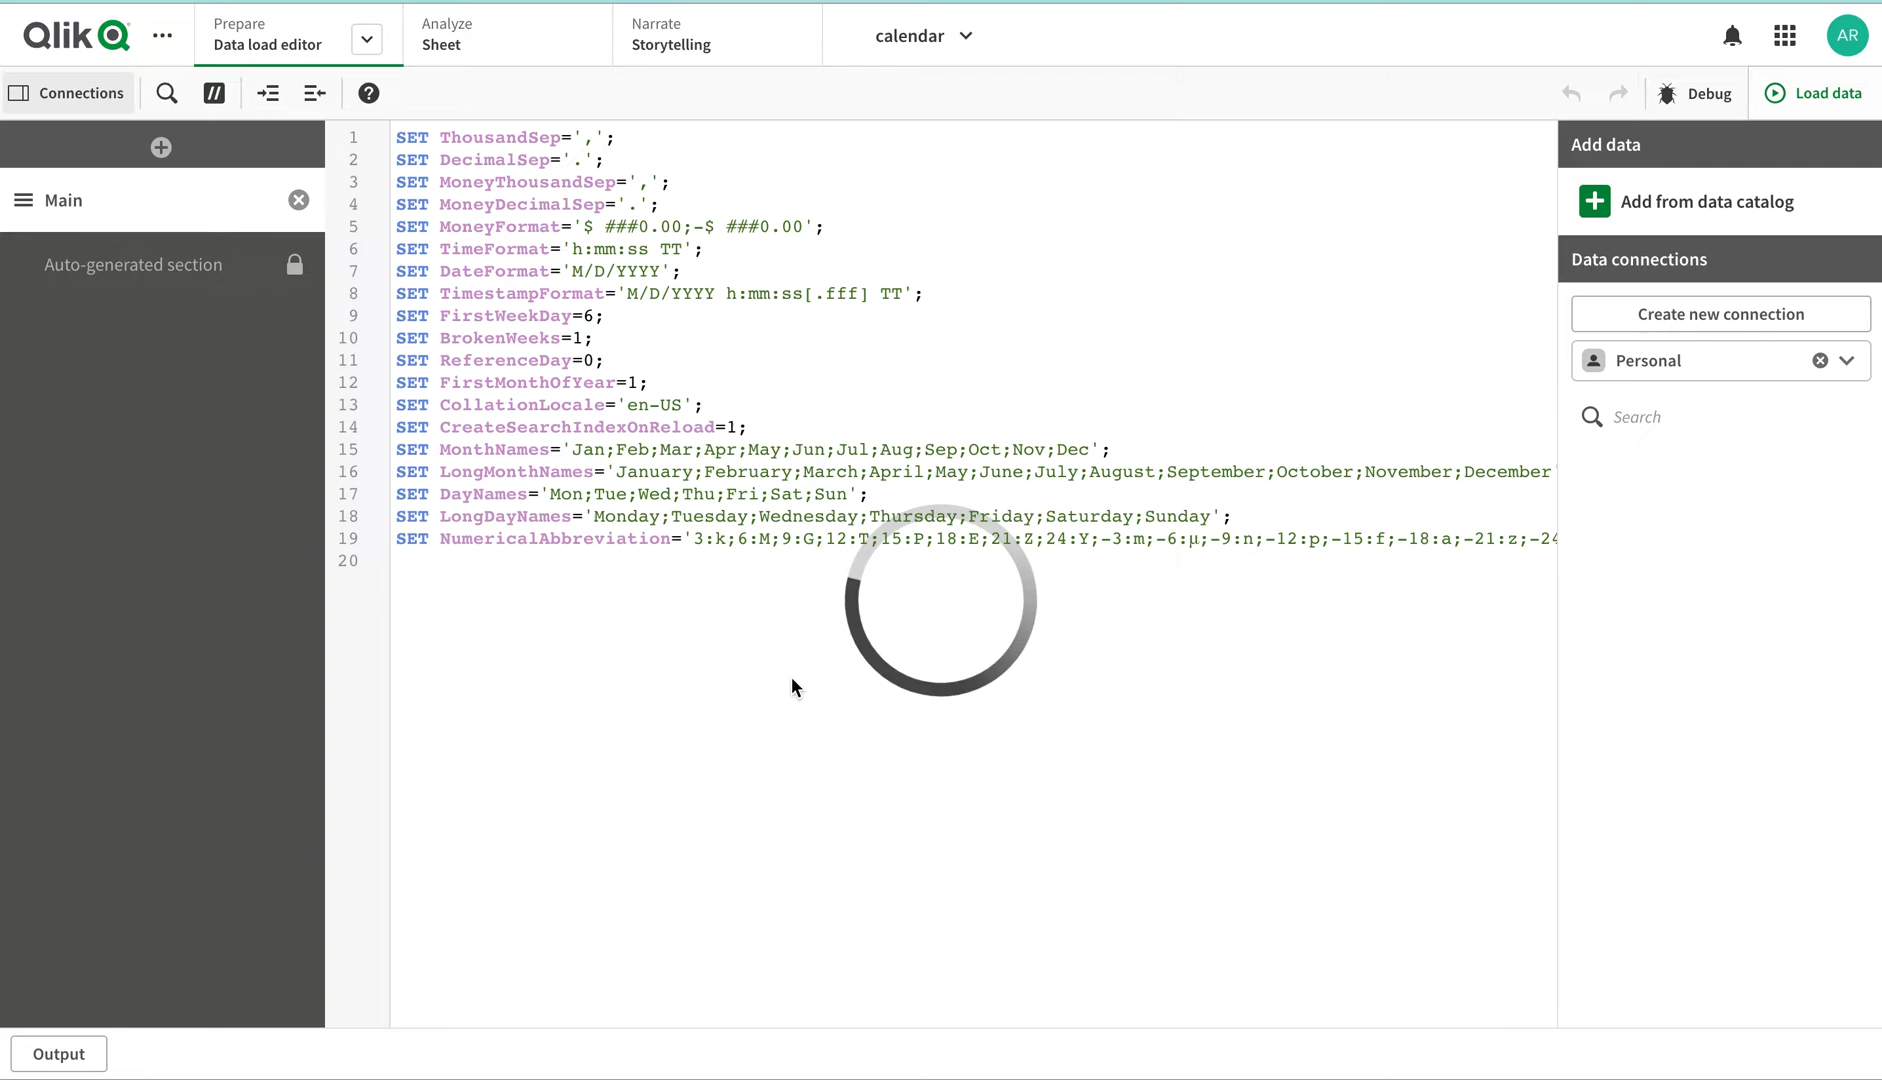 Qlik
Prepare
Data load editor
Analyze
Sheet
Narrate
Storytelling
calendar
AR
Connections
//
?
Debug
Load data
Main
Auto-generated section
1 SET ThousandSep=',';
2 SET DecimalSep='.';
3 SET MoneyThousandSep=',';
4 SET MoneyDecimalSep='.';
5 SET MoneyFormat='$ ###0.00;-$ ###0.00';
6 SET TimeFormat='h:mm:ss TT';
7 SET DateFormat='M/D/YYYY';
8 SET TimestampFormat='M/D/YYYY h:mm:ss[.fff] TT';
9 SET FirstWeekDay=6;
10 SET BrokenWeeks=1;
11 SET ReferenceDay=0;
12 SET FirstMonthOfYear=1;
13 SET CollationLocale='en-US';
14 SET CreateSearchIndexOnReload=1;
15 SET MonthNames='Jan;Feb;Mar;Apr;May;Jun;Jul;Aug;Sep;Oct;Nov;Dec';
16 SET LongMonthNames='January;February;March;April;May;June;July;August;September;October;November;December'
17 SET DayNames='Mon;Tue;Wed;Thu;Fri;Sat;Sun';
18 SET LongDayNames='Monday;Tuesday;Wednesday;Thursday;Friday;Saturday;Sunday';
19 SET NumericalAbbreviation='3:k;6:M;9:G;12:T;15:P;18:E;21:Z;24:Y;-3:m;-6:μ;-9:n;-12:p;-15:f;-18:a;-21:z;-24
20
Add data
Add from data catalog
Data connections
Create new connection
Personal
Search
Output